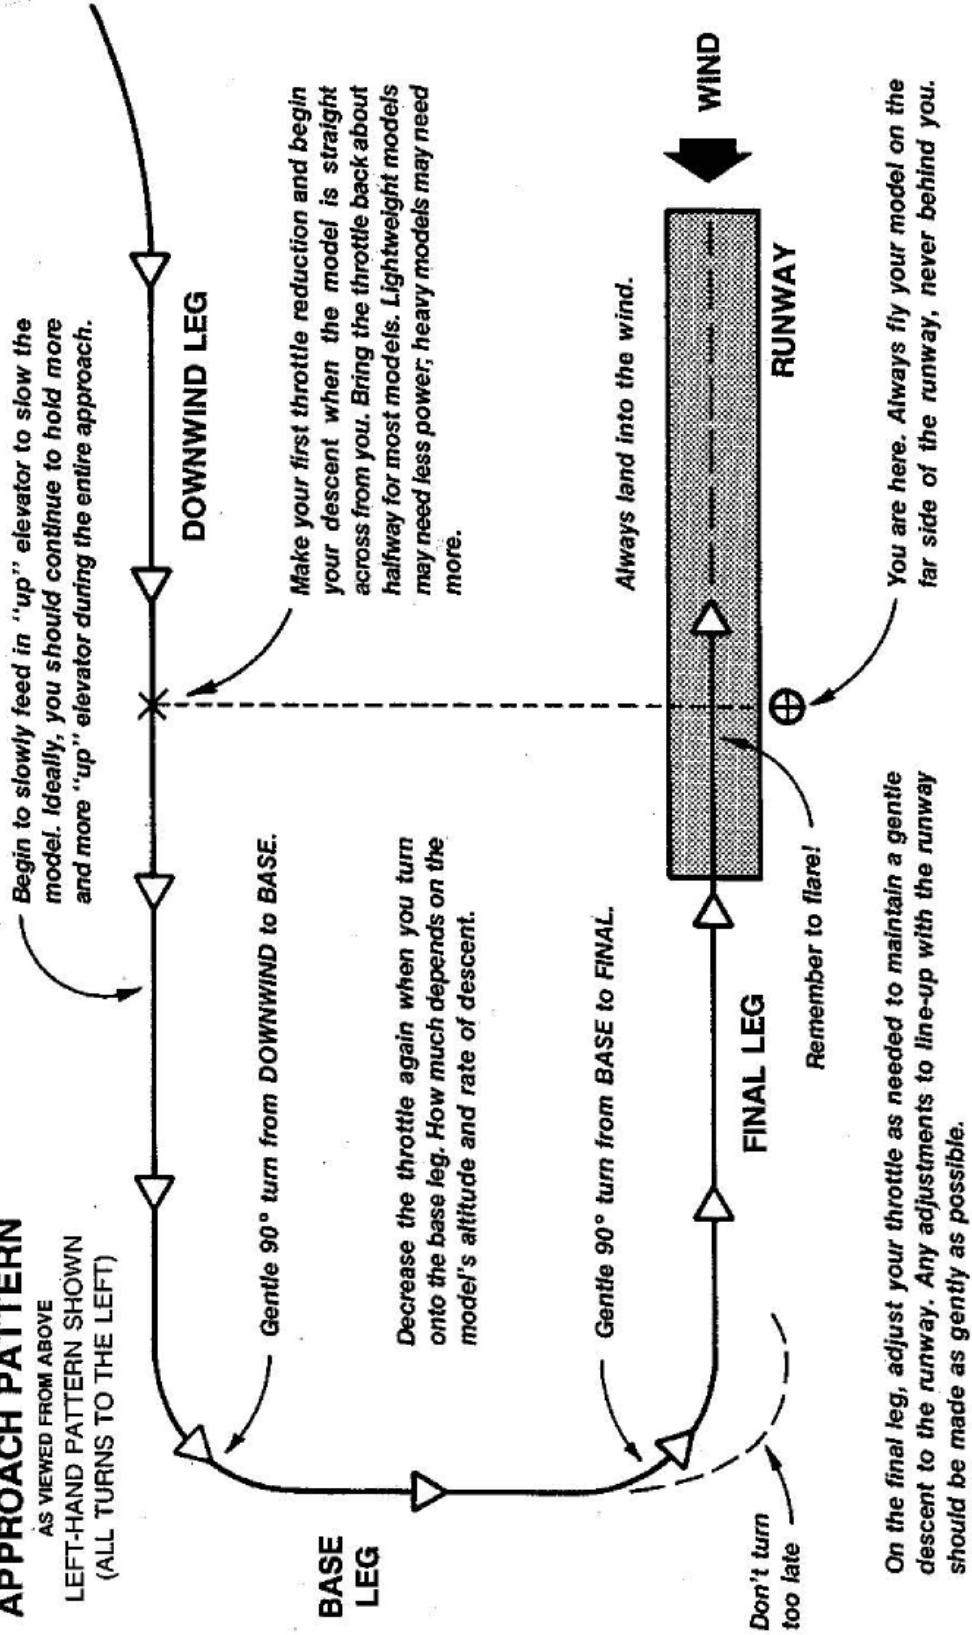 APPROACH PATTERN
AS VIEWED FROM ABOVE
LEFT-HAND PATTERN SHOWN
(ALL TURNS TO THE LEFT)
Begin to slowly feed in "up" elevator to slow the
model. Ideally, you should continue to hold more
and more "up" elevator during the entire approach.
DOWNWIND LEG
Make your first throttle reduction and begin
your descent when the model is straight
across from you. Bring the throttle back about
halfway for most models. Lightweight models
may need less power; heavy models may need
more.
Gentle 90° turn from DOWNWIND to BASE.
BASE
LEG
Decrease the throttle again when you turn
onto the base leg. How much depends on the
model's altitude and rate of descent.
Gentle 90° turn from BASE to FINAL.
Don't turn
too late
FINAL LEG
Remember to flare!
Always land into the wind.
RUNWAY
WIND
You are here. Always fly your model on the
far side of the runway, never behind you.
On the final leg, adjust your throttle as needed to maintain a gentle
descent to the runway. Any adjustments to line-up with the runway
should be made as gently as possible.